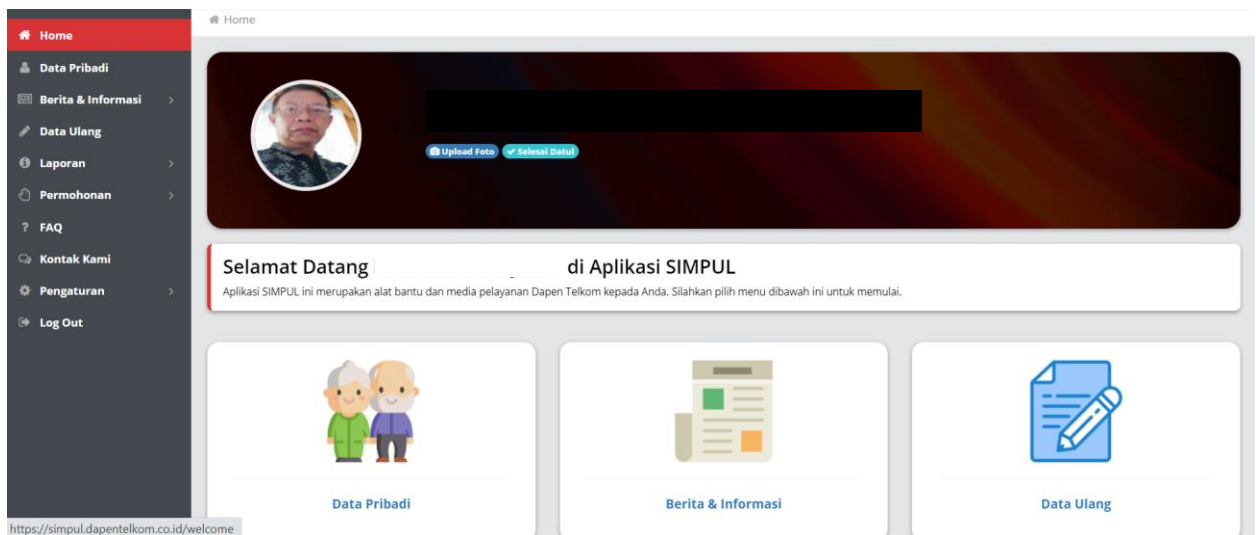 Home
Home
Data Pribadi
Berita & Informasi
Data Ulang
Laporan
Permohonan
? FAQ
Kontak Kami
Pengaturan
Log Out
Upload Foto
Selesai Datul
Selamat Datang di Aplikasi SIMPUL
Aplikasi SIMPUL ini merupakan alat bantu dan media pelayanan Dapen Telkom kepada Anda. Silahkan pilih menu dibawah ini untuk memulai.
Data Pribadi
Berita & Informasi
Data Ulang
https://simpul.dapentelkom.co.id/welcome